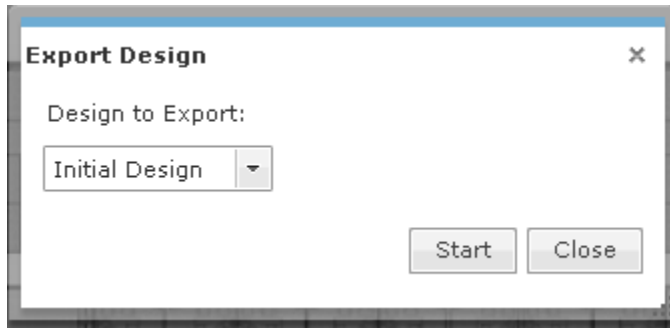 Export Design
Design to Export:
Initial Design
Start Close